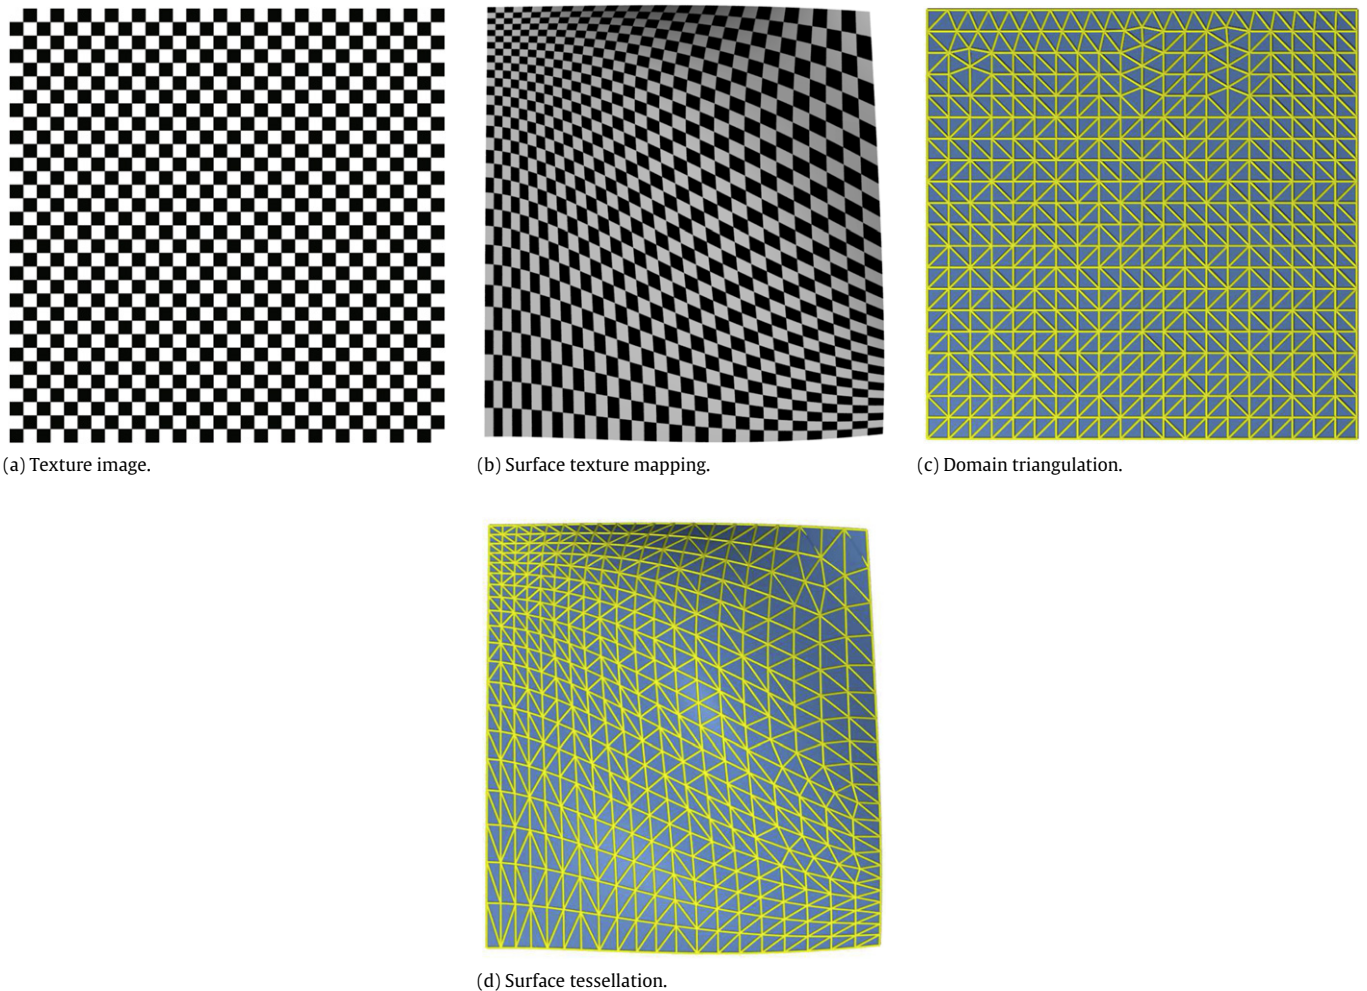 (a) Texture image.
(b) Surface texture mapping.
(c) Domain triangulation.
(d) Surface tessellation.